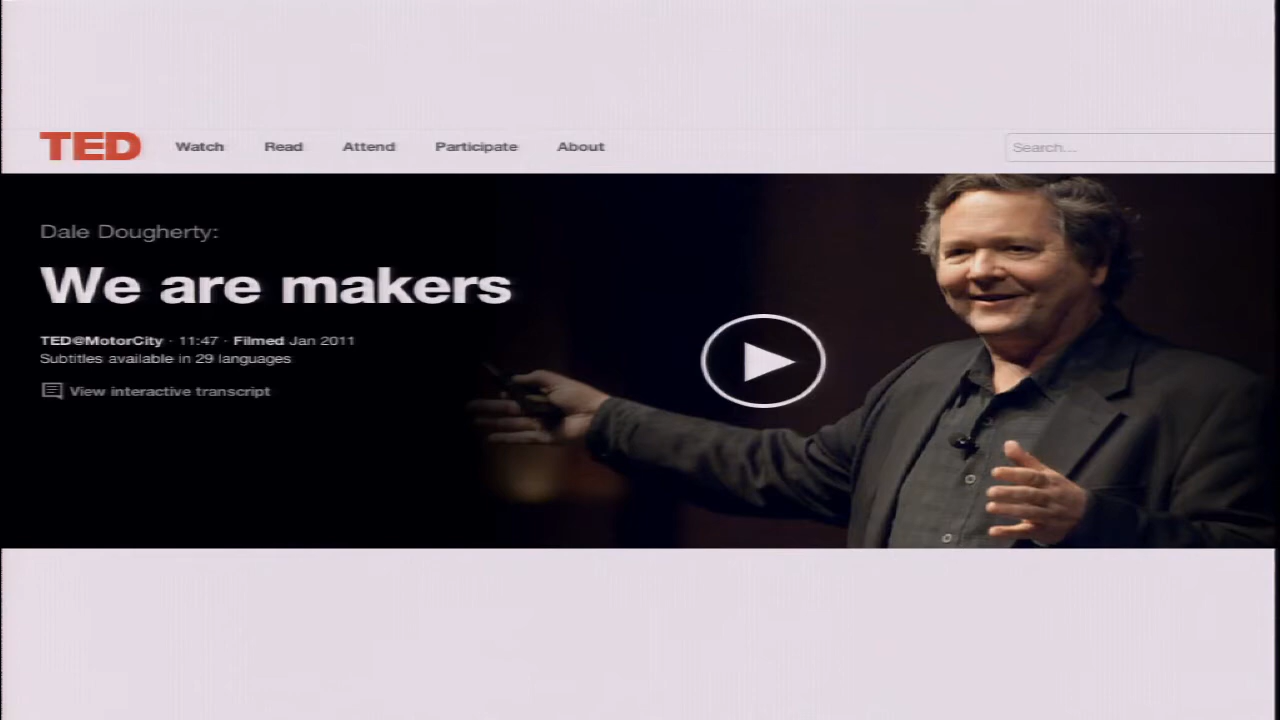 TED Watch Read Attend Participate About Search...
Dale Dougherty:
We are makers
TED@MotorCity · 11:47 · Filmed Jan 2011
Subtitles available in 29 languages
View interactive transcript